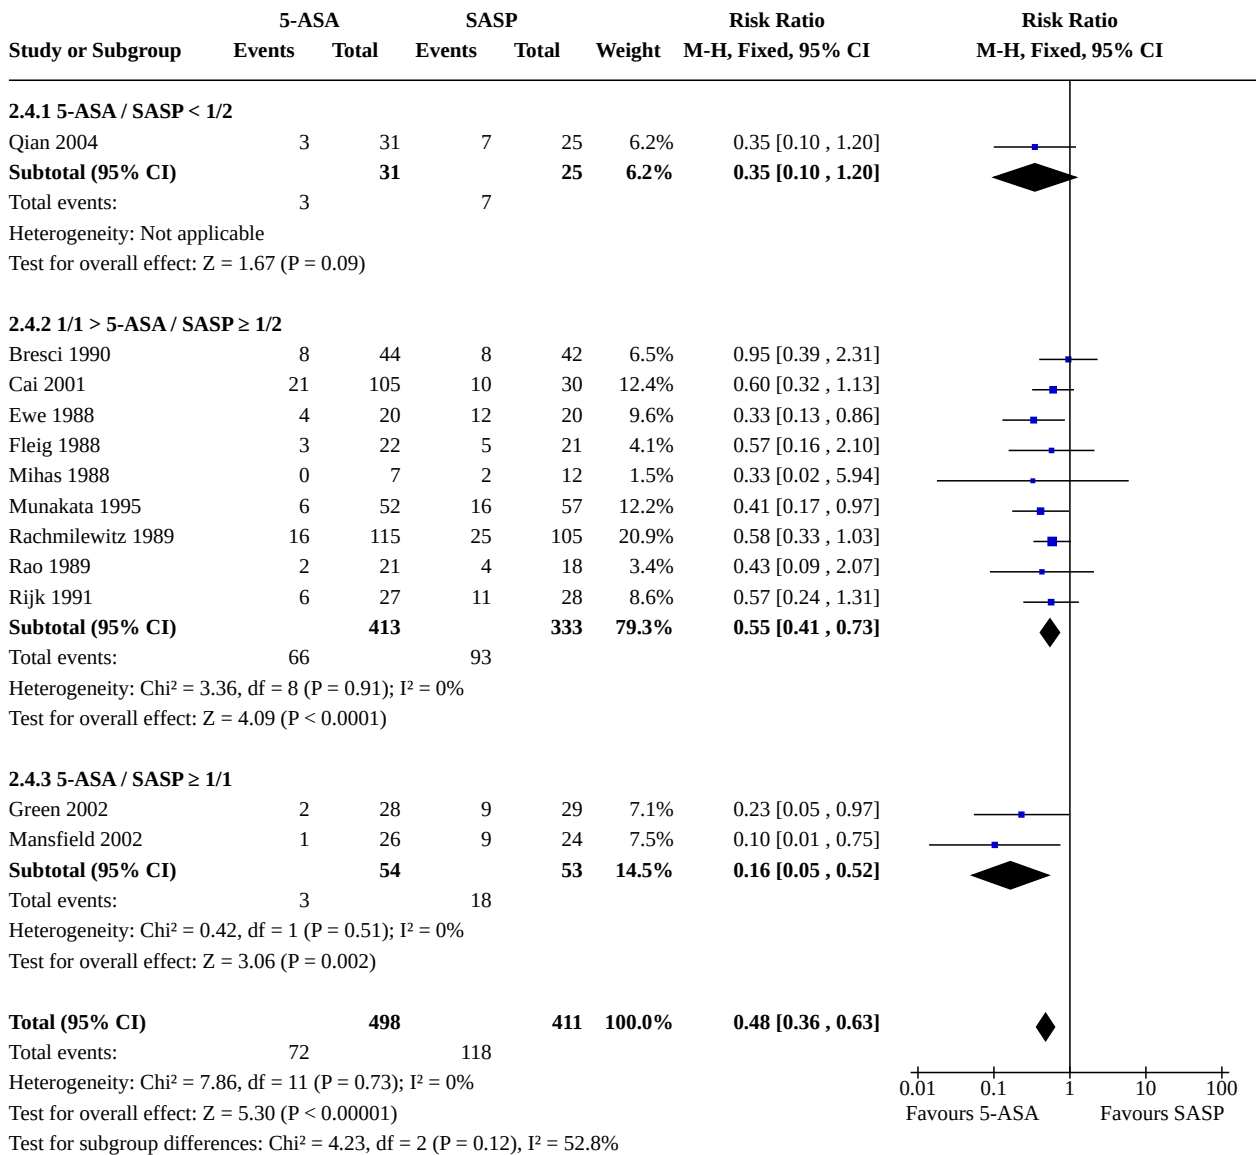 5-ASA SASP Risk Ratio Risk Ratio
Study or Subgroup Events Total Events Total Weight M-H, Fixed, 95% CI M-H, Fixed, 95% CI
2.4.1 5-ASA / SASP < 1/2
Qian 2004 3 31 7 25 6.2% 0.35 [0.10 , 1.20]
Subtotal (95% CI) 31 25 6.2% 0.35 [0.10 , 1.20]
Total events: 3 7
Heterogeneity: Not applicable
Test for overall effect: Z = 1.67 (P = 0.09)
2.4.2 1/1 > 5-ASA / SASP ≥ 1/2
Bresci 1990 8 44 8 42 6.5% 0.95 [0.39 , 2.31]
Cai 2001 21 105 10 30 12.4% 0.60 [0.32 , 1.13]
Ewe 1988 4 20 12 20 9.6% 0.33 [0.13 , 0.86]
Fleig 1988 3 22 5 21 4.1% 0.57 [0.16 , 2.10]
Mihas 1988 0 7 2 12 1.5% 0.33 [0.02 , 5.94]
Munakata 1995 6 52 16 57 12.2% 0.41 [0.17 , 0.97]
Rachmilewitz 1989 16 115 25 105 20.9% 0.58 [0.33 , 1.03]
Rao 1989 2 21 4 18 3.4% 0.43 [0.09 , 2.07]
Rijk 1991 6 27 11 28 8.6% 0.57 [0.24 , 1.31]
Subtotal (95% CI) 413 333 79.3% 0.55 [0.41 , 0.73]
Total events: 66 93
Heterogeneity: Chi² = 3.36, df = 8 (P = 0.91); I² = 0%
Test for overall effect: Z = 4.09 (P < 0.0001)
2.4.3 5-ASA / SASP ≥ 1/1
Green 2002 2 28 9 29 7.1% 0.23 [0.05 , 0.97]
Mansfield 2002 1 26 9 24 7.5% 0.10 [0.01 , 0.75]
Subtotal (95% CI) 54 53 14.5% 0.16 [0.05 , 0.52]
Total events: 3 18
Heterogeneity: Chi² = 0.42, df = 1 (P = 0.51); I² = 0%
Test for overall effect: Z = 3.06 (P = 0.002)
Total (95% CI) 498 411 100.0% 0.48 [0.36 , 0.63]
Total events: 72 118
Heterogeneity: Chi² = 7.86, df = 11 (P = 0.73); I² = 0%
Test for overall effect: Z = 5.30 (P < 0.00001)
Test for subgroup differences: Chi² = 4.23, df = 2 (P = 0.12), I² = 52.8%
0.01 0.1 1 10 100
Favours 5-ASA Favours SASP